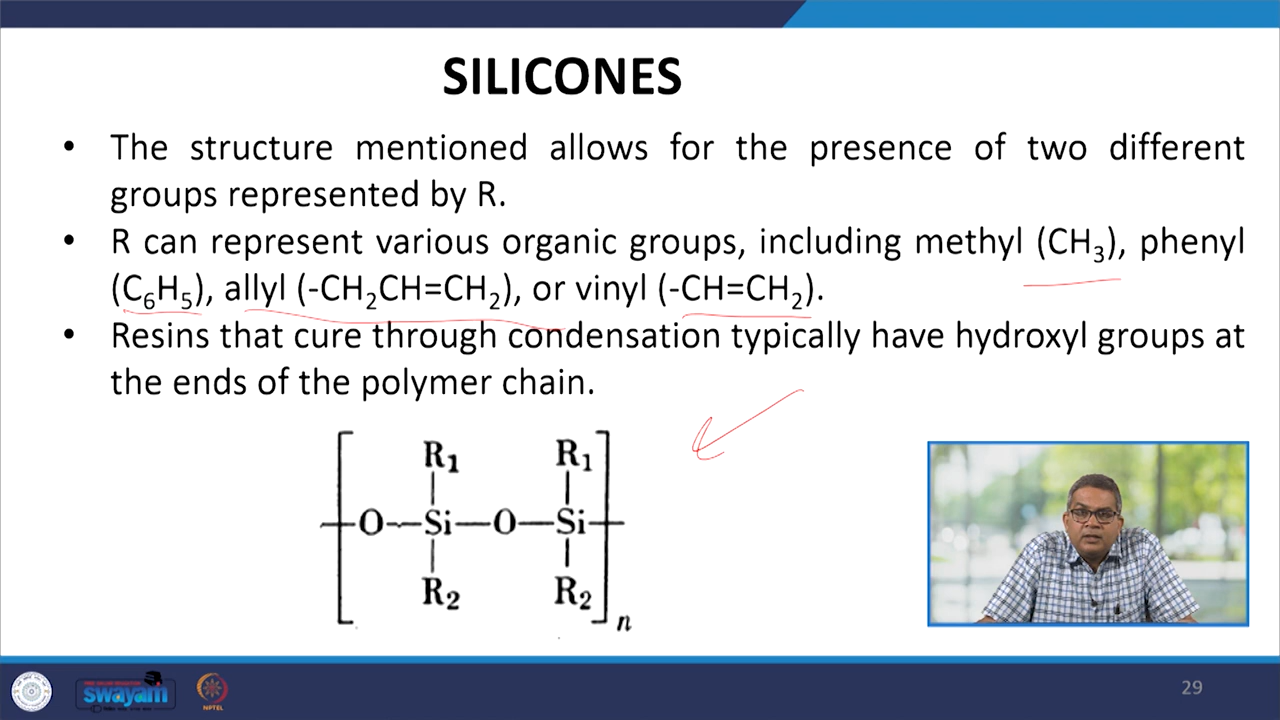 SILICONES
• The structure mentioned allows for the presence of two different
groups represented by R.
• R can represent various organic groups, including methyl (CH₃), phenyl
(C₆H₅), allyl (-CH₂CH=CH₂), or vinyl (-CH=CH₂).
• Resins that cure through condensation typically have hydroxyl groups at
the ends of the polymer chain.
R₁ R₁
O—Si—O—Si
R₂ R₂
n
swayam
NPTEL
29